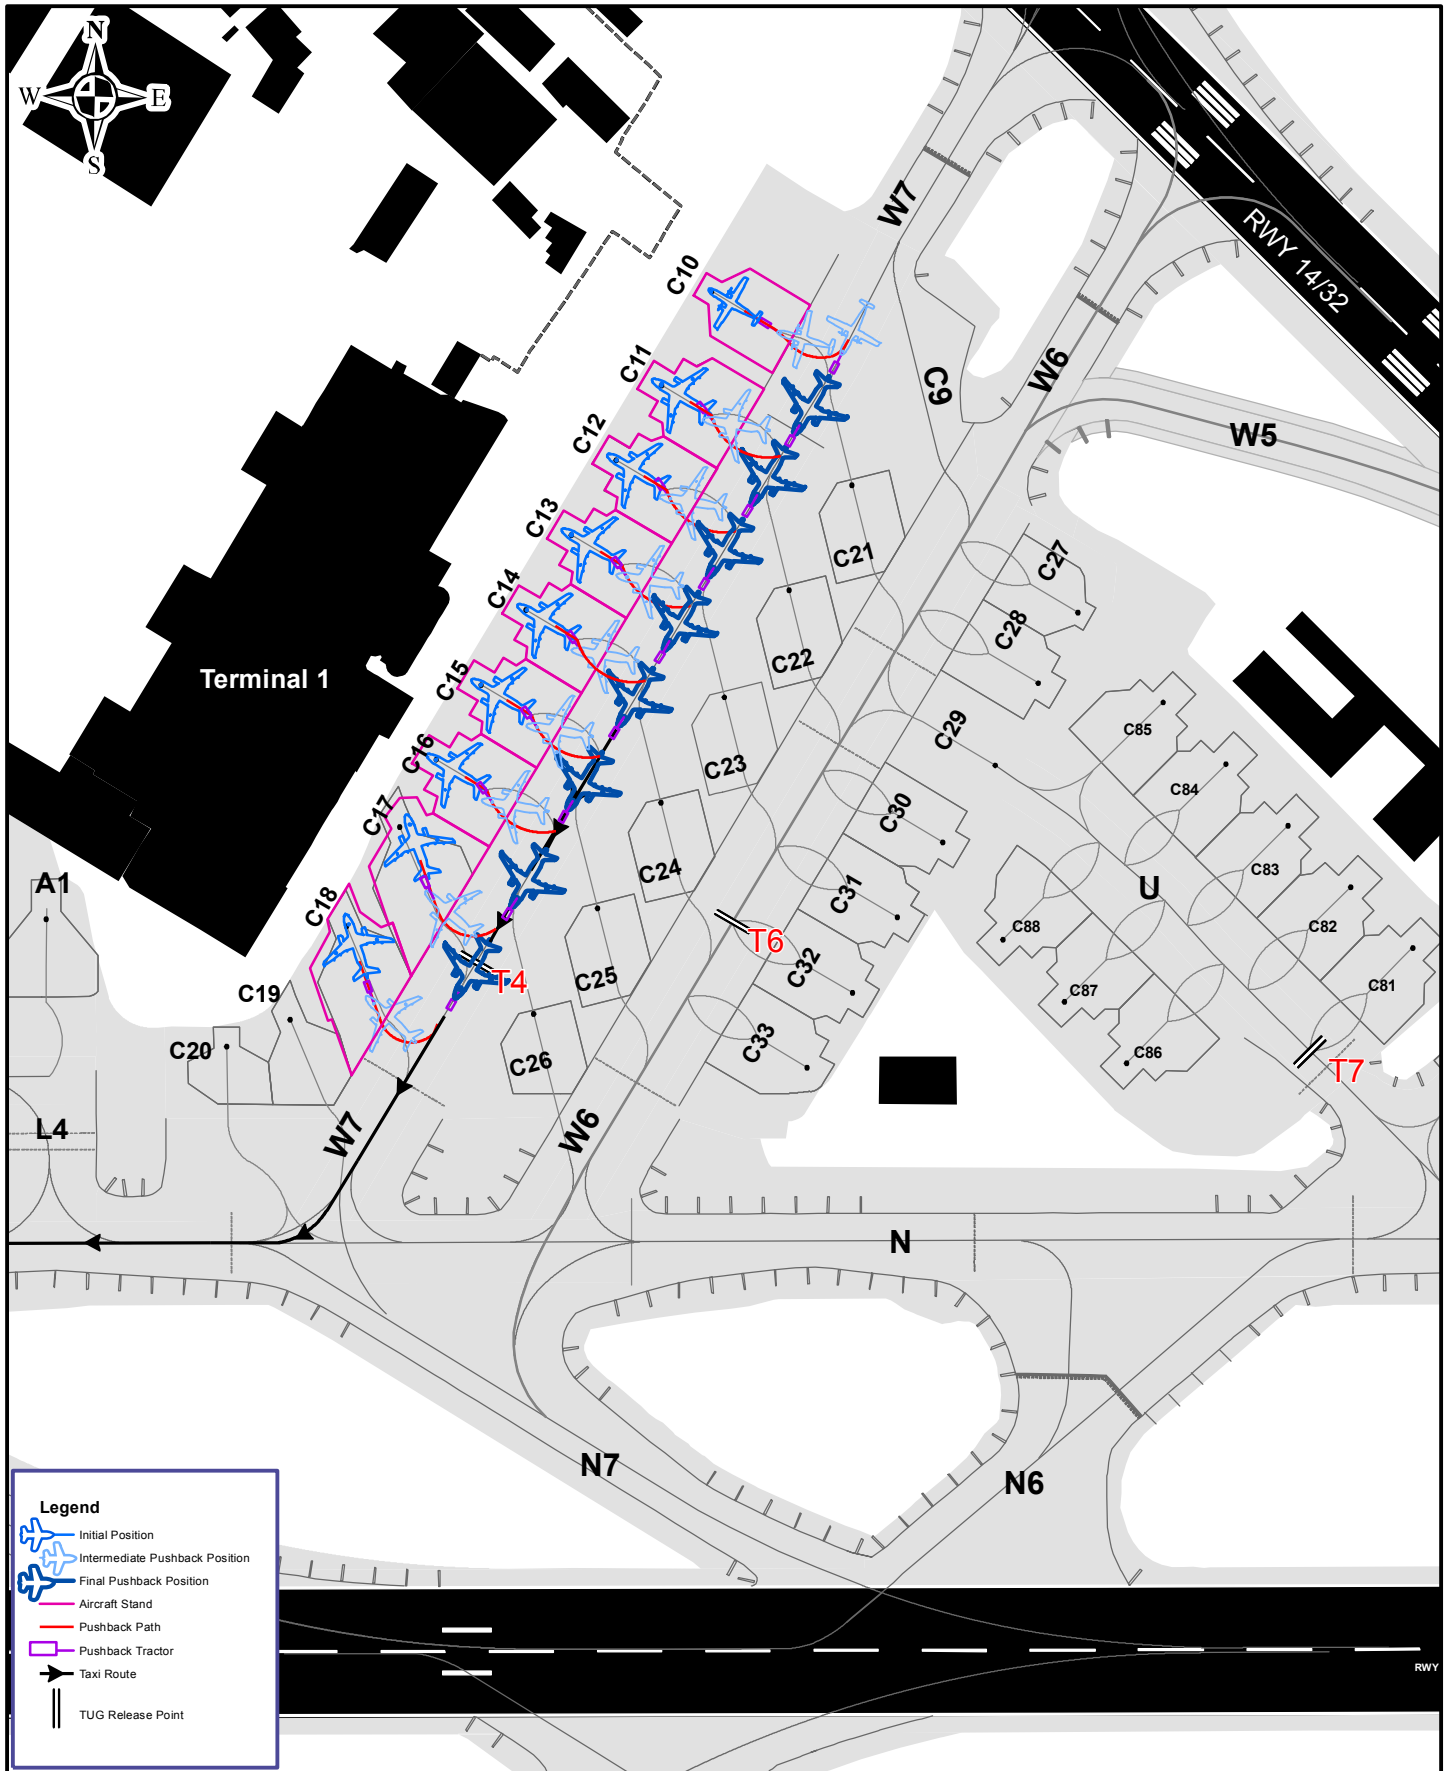 N
W
E
S
W7
RWY 14/32
C10
C11
C9
W6
W5
C12
C13
C21
C27
C14
C28
C22
Terminal 1
C15
C29
C85
C16
C23
C84
C17
C30
C83
C24
A1
C18
C31
U
C88
C82
T6
C32
T4
C25
C19
C87
C81
C20
C26
C33
C86
T7
L4
W7
W6
N
N7
N6
Legend
Initial Position
Intermediate Pushback Position
Final Pushback Position
Aircraft Stand
Pushback Path
Pushback Tractor
Taxi Route
TUG Release Point
RWY